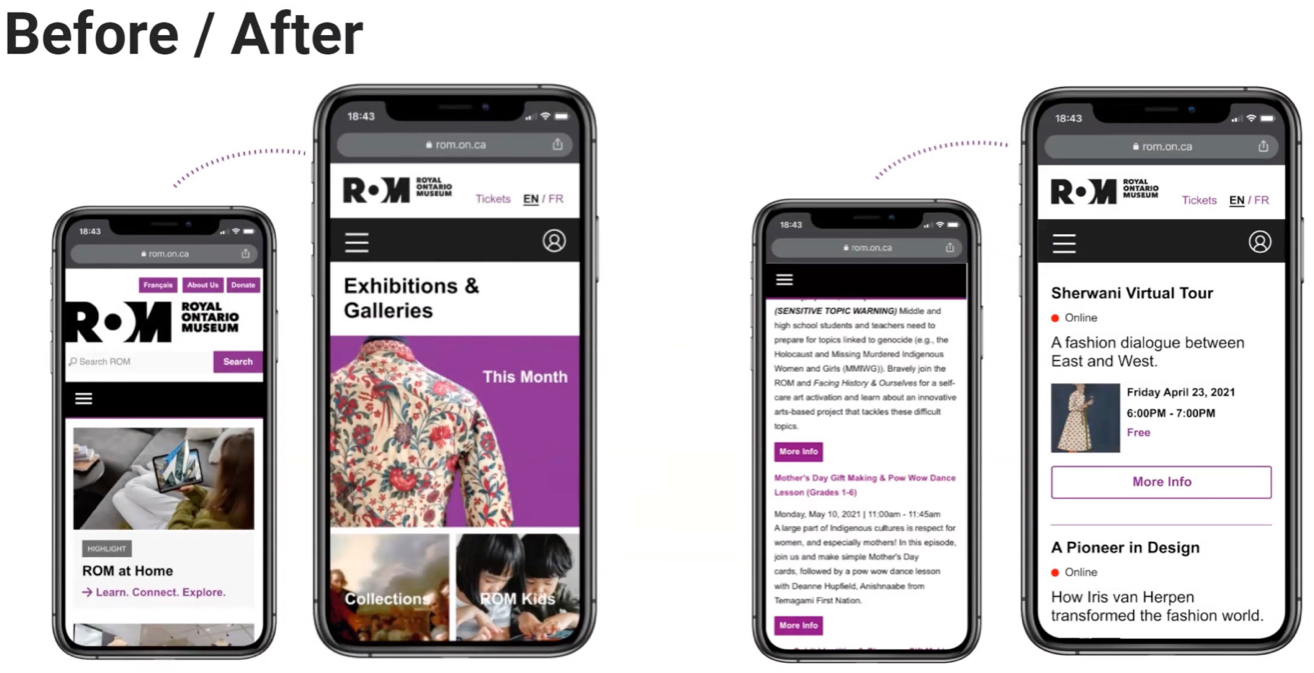 Before / After
18:43
rom.on.ca
Français About Us Donate
ROM ROYAL
ONTARIO
MUSEUM
Search ROM Search
HIGHLIGHT
ROM at Home
→ Learn. Connect. Explore.
18:43
rom.on.ca
ROM ROYAL
ONTARIO
MUSEUM
Tickets EN / FR
Exhibitions &
Galleries
This Month
Collections
ROM Kids
18:43
rom.on.ca
(SENSITIVE TOPIC WARNING) Middle and
high school students and teachers need to
prepare for topics linked to genocide (e.g., the
Holocaust and Missing Murdered Indigenous
Women and Girls (MMIWG)). Bravely join the
ROM and Facing History & Ourselves for a self-
care art activation and learn about an innovative
arts-based project that tackles these difficult
topics.
More Info
Mother's Day Gift Making & Pow Wow Dance
Lesson (Grades 1-6)
Monday, May 10, 2021 | 11:00am - 11:45am
A large part of Indigenous cultures is respect for
women, and especially mothers! In this episode,
join us and make simple Mother's Day
cards, followed by a pow wow dance lesson
with Deanne Hupfield, Anishnaabe from
Temagami First Nation.
More Info
18:43
rom.on.ca
ROM ROYAL
ONTARIO
MUSEUM
Tickets EN / FR
Sherwani Virtual Tour
Online
A fashion dialogue between
East and West.
Friday April 23, 2021
6:00PM - 7:00PM
Free
More Info
A Pioneer in Design
Online
How Iris van Herpen
transformed the fashion world.